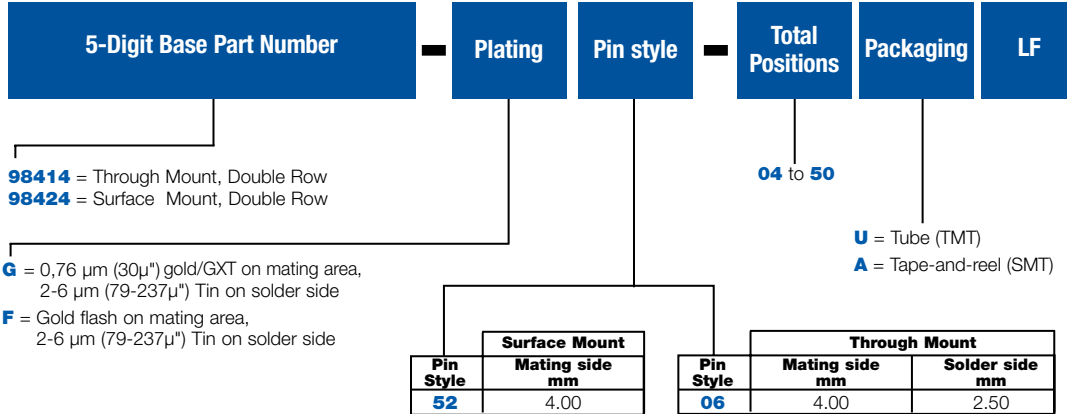 5-Digit Base Part Number - Plating Pin style - Total Positions Packaging LF
98414 = Through Mount, Double Row
98424 = Surface Mount, Double Row
04 to 50
U = Tube (TMT)
A = Tape-and-reel (SMT)
G = 0,76 µm (30µ") gold/GXT on mating area,
2-6 µm (79-237µ") Tin on solder side
F = Gold flash on mating area,
2-6 µm (79-237µ") Tin on solder side
Surface Mount
Pin Style Mating side mm
52 4.00
Through Mount
Pin Style Mating side mm Solder side mm
06 4.00 2.50